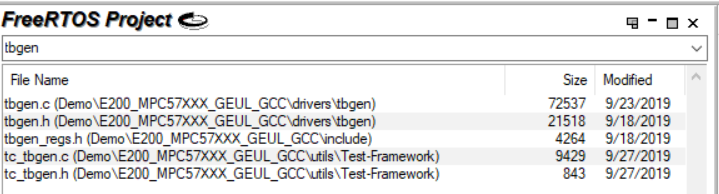 FreeRTOS Project
tbgen
File Name Size Modified
tbgen.c (Demo\E200_MPC57XXX_GEUL_GCC\drivers\tbgen) 72537 9/23/2019
tbgen.h (Demo\E200_MPC57XXX_GEUL_GCC\drivers\tbgen) 21518 9/18/2019
tbgen_regs.h (Demo\E200_MPC57XXX_GEUL_GCC\include) 4264 9/18/2019
tc_tbgen.c (Demo\E200_MPC57XXX_GEUL_GCC\utils\Test-Framework) 9429 9/27/2019
tc_tbgen.h (Demo\E200_MPC57XXX_GEUL_GCC\utils\Test-Framework) 843 9/27/2019